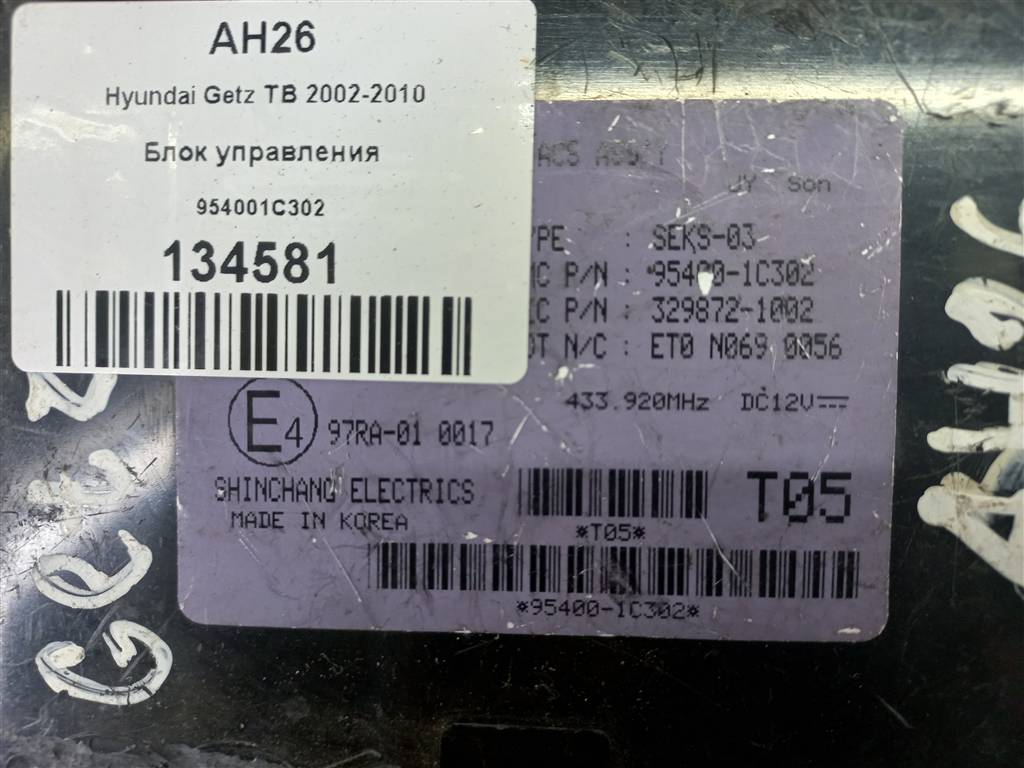 AH26
Hyundai Getz TB 2002-2010
Блок управления
954001C302
134581
JY Son
: SEKS-03
P/N : 95400-1C302
P/N : 329872-1002
N/C : ET0 N069 0056
433.920MHz DC12V
E4 97RA-01 0017
SHINCHANG ELECTRICS
MADE IN KOREA
*T05*
T05
*95400-1C302*